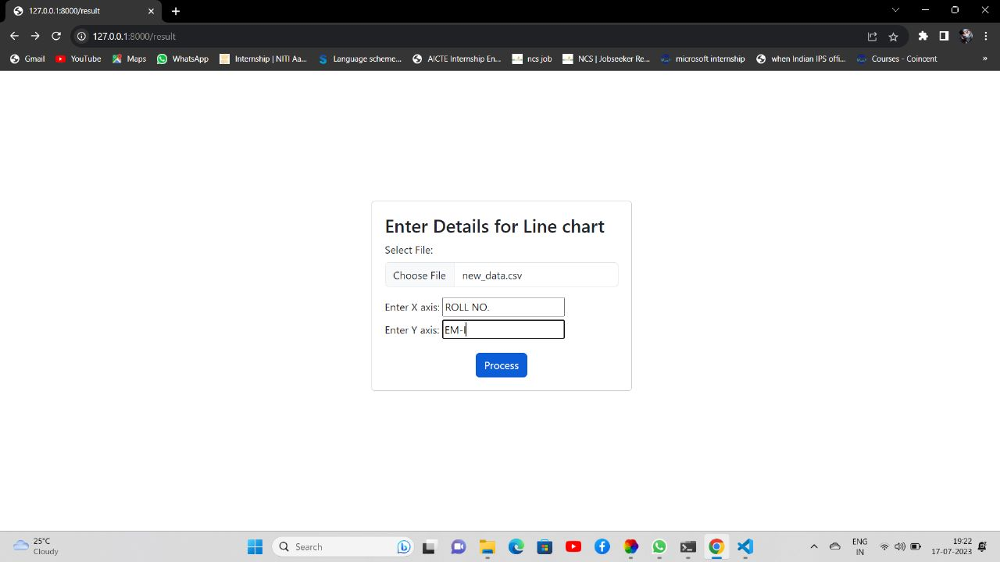 127.0.0.1:8000/result
127.0.0.1:8000/result
Gmail YouTube Maps WhatsApp Internship | NITI Aa... Language scheme... AICTE Internship En... ncs job NCS | Jobseeker Re... microsoft internship when Indian IPS offi... Courses - Coincent »
Enter Details for Line chart
Select File:
Choose File new_data.csv
Enter X axis: ROLL NO.
Enter Y axis: EM-I
Process
25°C
Cloudy
Search
ENG
IN
19:22
17-07-2023